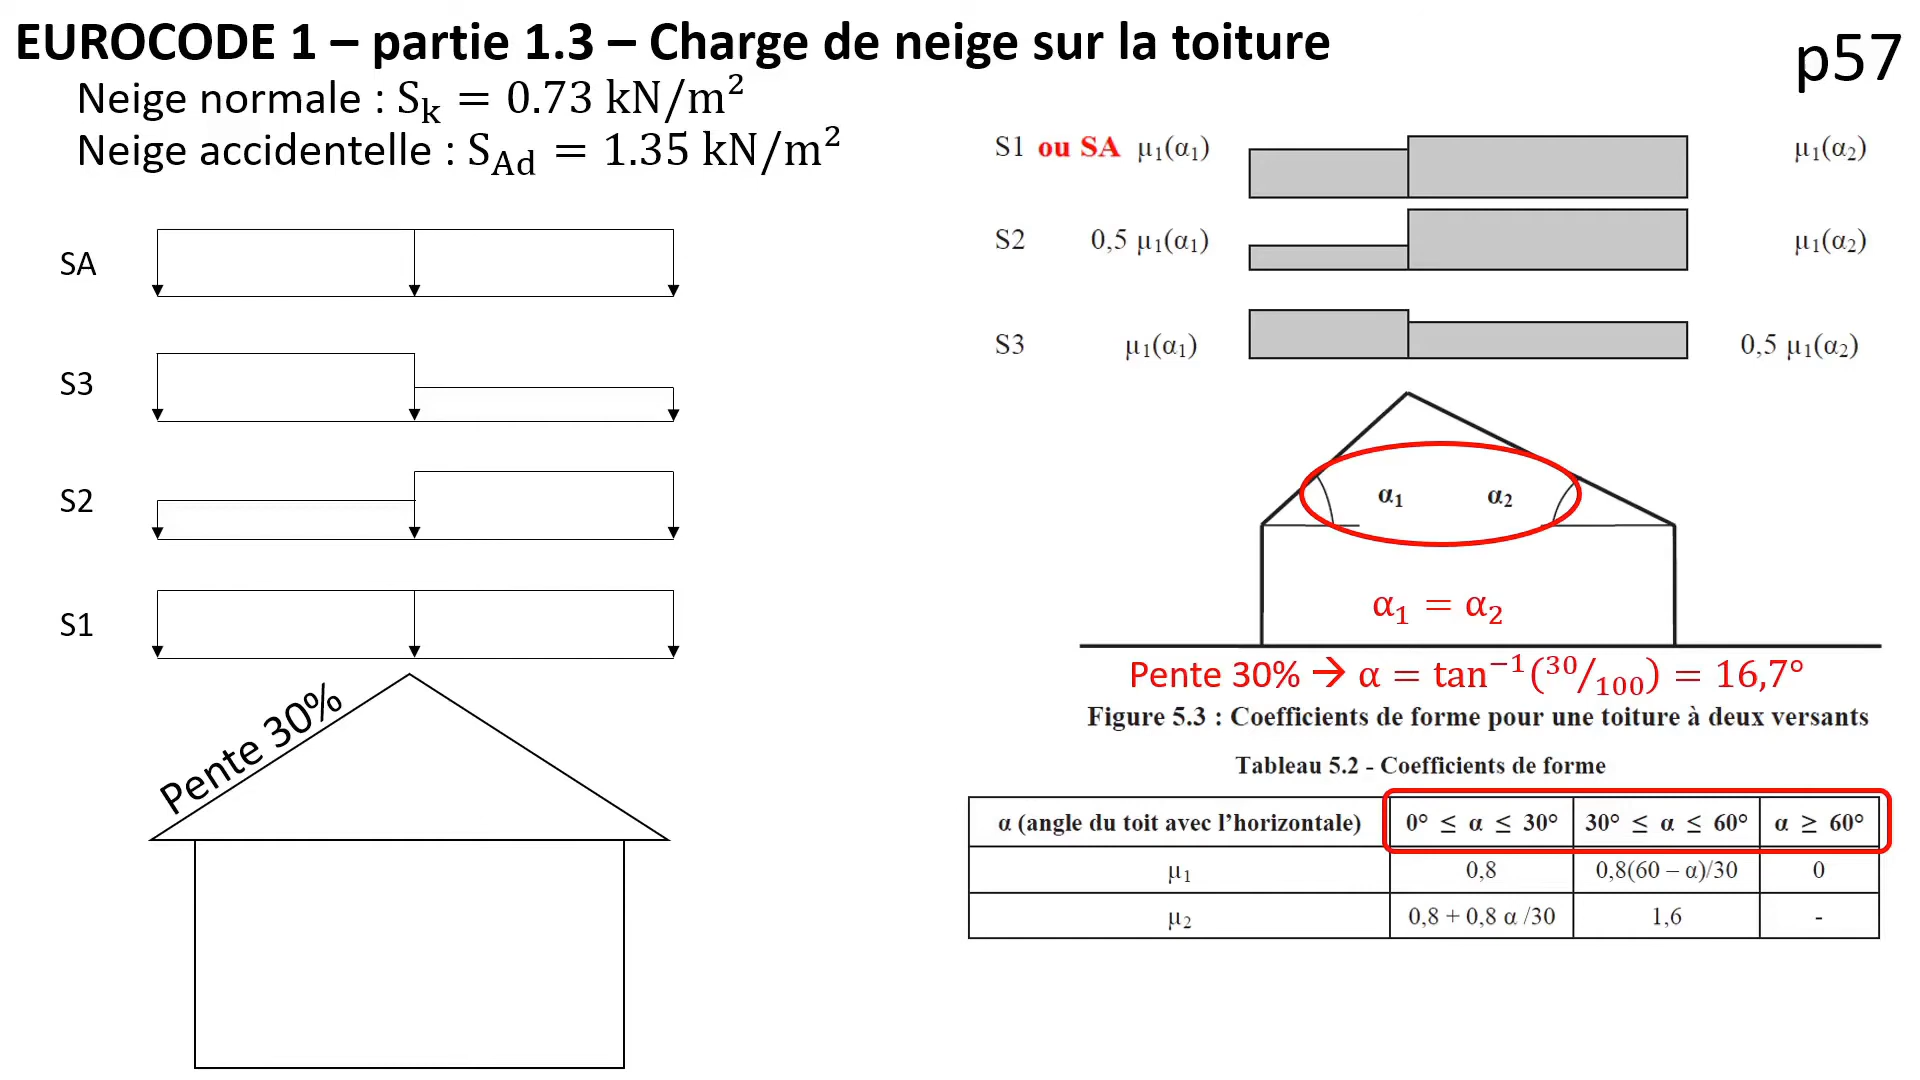 EUROCODE 1 – partie 1.3 – Charge de neige sur la toiture
p57
Neige normale : Sₖ = 0.73 kN/m²
Neige accidentelle : S_Ad = 1.35 kN/m²
SA
S3
S2
S1
Pente 30%
S1 ou SA μ₁(α₁) μ₁(α₂)
S2 0,5 μ₁(α₁) μ₁(α₂)
S3 μ₁(α₁) 0,5 μ₁(α₂)
α₁ α₂
α₁ = α₂
Pente 30% → α = tan⁻¹(³⁰/₁₀₀) = 16,7°
Figure 5.3 : Coefficients de forme pour une toiture à deux versants
Tableau 5.2 - Coefficients de forme
α (angle du toit avec l’horizontale) 0° ≤ α ≤ 30° 30° ≤ α ≤ 60° α ≥ 60°
μ₁ 0,8 0,8(60 – α)/30 0
μ₂ 0,8 + 0,8 α /30 1,6 -